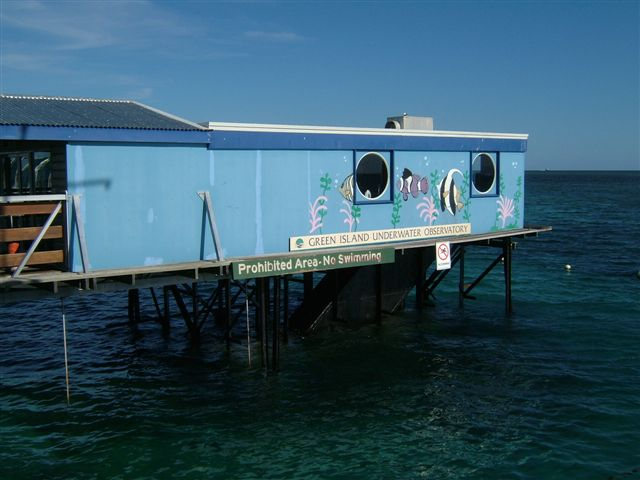 GREEN ISLAND UNDERWATER OBSERVATORY
Prohibited Area - No Swimming